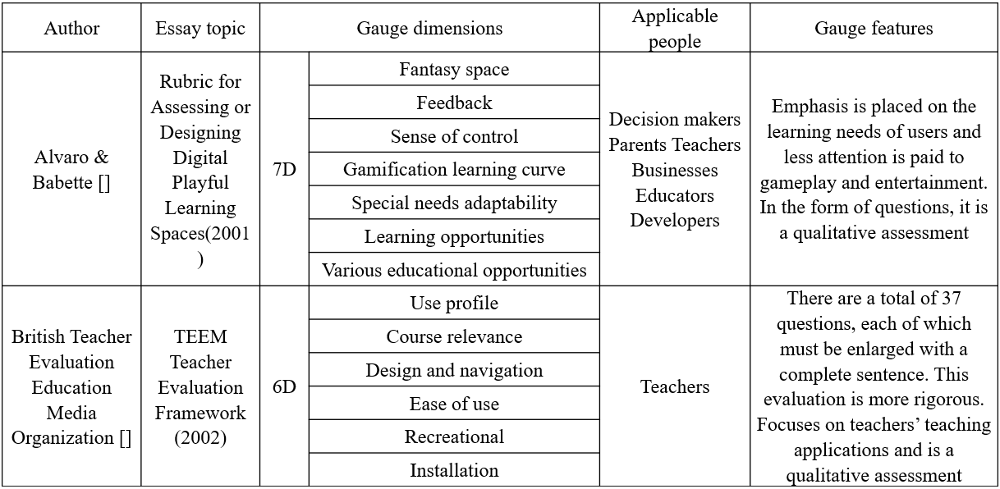 Author
Essay topic
Gauge dimensions
Applicable
people
Gauge features
Alvaro &
Babette []
Rubric for
Assessing or
Designing
Digital
Playful
Learning
Spaces(2001
)
7D
Fantasy space
Feedback
Sense of control
Gamification learning curve
Special needs adaptability
Learning opportunities
Various educational opportunities
Decision makers
Parents Teachers
Businesses
Educators
Developers
Emphasis is placed on the
learning needs of users and
less attention is paid to
gameplay and entertainment.
In the form of questions, it is
a qualitative assessment
British Teacher
Evaluation
Education
Media
Organization []
TEEM
Teacher
Evaluation
Framework
(2002)
6D
Use profile
Course relevance
Design and navigation
Ease of use
Recreational
Installation
Teachers
There are a total of 37
questions, each of which
must be enlarged with a
complete sentence. This
evaluation is more rigorous.
Focuses on teachers’ teaching
applications and is a
qualitative assessment